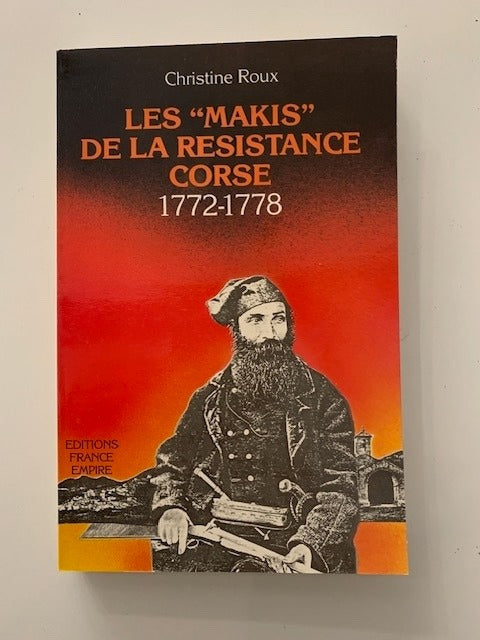 Christine Roux
LES “MAKIS”
DE LA RESISTANCE
CORSE
1772-1778
EDITIONS
FRANCE
EMPIRE